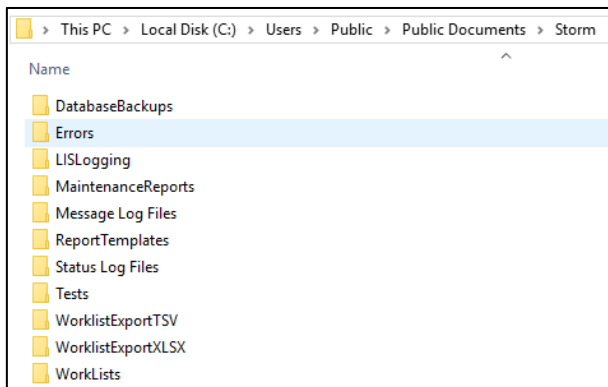 This PC > Local Disk (C:) > Users > Public > Public Documents > Storm
Name
DatabaseBackups
Errors
LISLogging
MaintenanceReports
Message Log Files
ReportTemplates
Status Log Files
Tests
WorklistExportTSV
WorklistExportXLSX
WorkLists